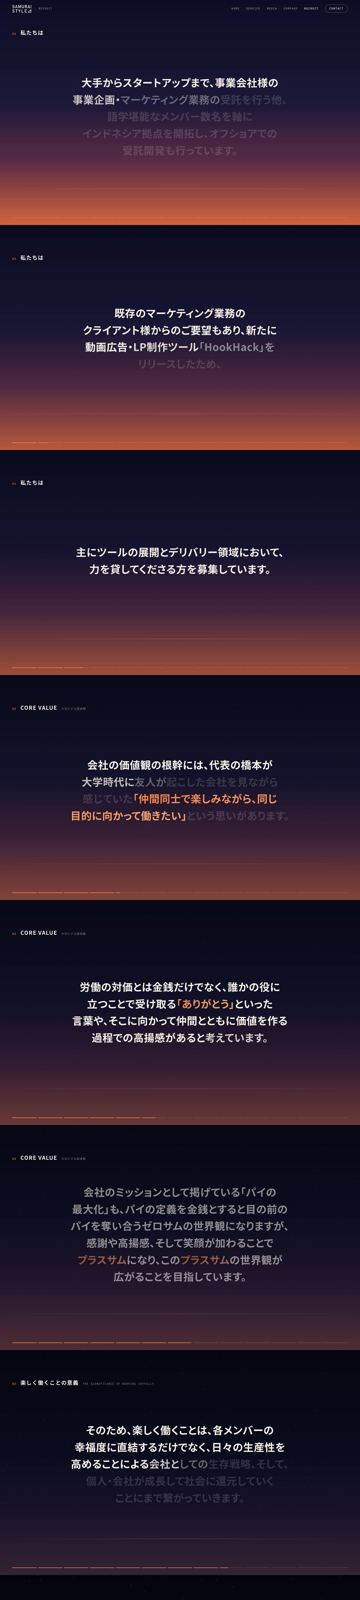 SAMURAI
STYLE
RECRUIT
HOME SERVICES MEDIA COMPANY RECRUIT CONTACT
私たちは
大手からスタートアップまで、事業会社様の
事業企画・マーケティング業務の受託を行う他、
語学堪能なメンバー数名を軸に
インドネシア拠点を開拓し、オフショアでの
受託開発も行っています。
私たちは
既存のマーケティング業務の
クライアント様からのご要望もあり、新たに
動画広告・LP制作ツール「HookHack」を
リリースしたため、
私たちは
主にツールの展開とデリバリー領域において、
力を貸してくださる方を募集しています。
CORE VALUE
会社の価値観の根幹には、代表の橋本が
大学時代に友人が起こした会社を見ながら
感じていた「仲間同士で楽しみながら、同じ
目的に向かって働きたい」という思いがあります。
CORE VALUE
労働の対価とは金銭だけでなく、誰かの役に
立つことで受け取る「ありがとう」といった
言葉や、そこに向かって仲間とともに価値を作る
過程での高揚感があると考えています。
CORE VALUE
会社のミッションとして掲げている「パイの
最大化」も、パイの定義を金銭とすると目の前の
パイを奪い合うゼロサムの世界観になりますが、
感謝や高揚感、そして笑顔が加わることで
プラスサムになり、このプラスサムの世界観が
広がることを目指しています。
楽しく働くことの意義 THE SIGNIFICANCE OF WORKING JOYFULLY
そのため、楽しく働くことは、各メンバーの
幸福度に直結するだけでなく、日々の生産性を
高めることによる会社としての生存戦略、そして、
個人・会社が成長して社会に還元していく
ことにまで繋がっていきます。